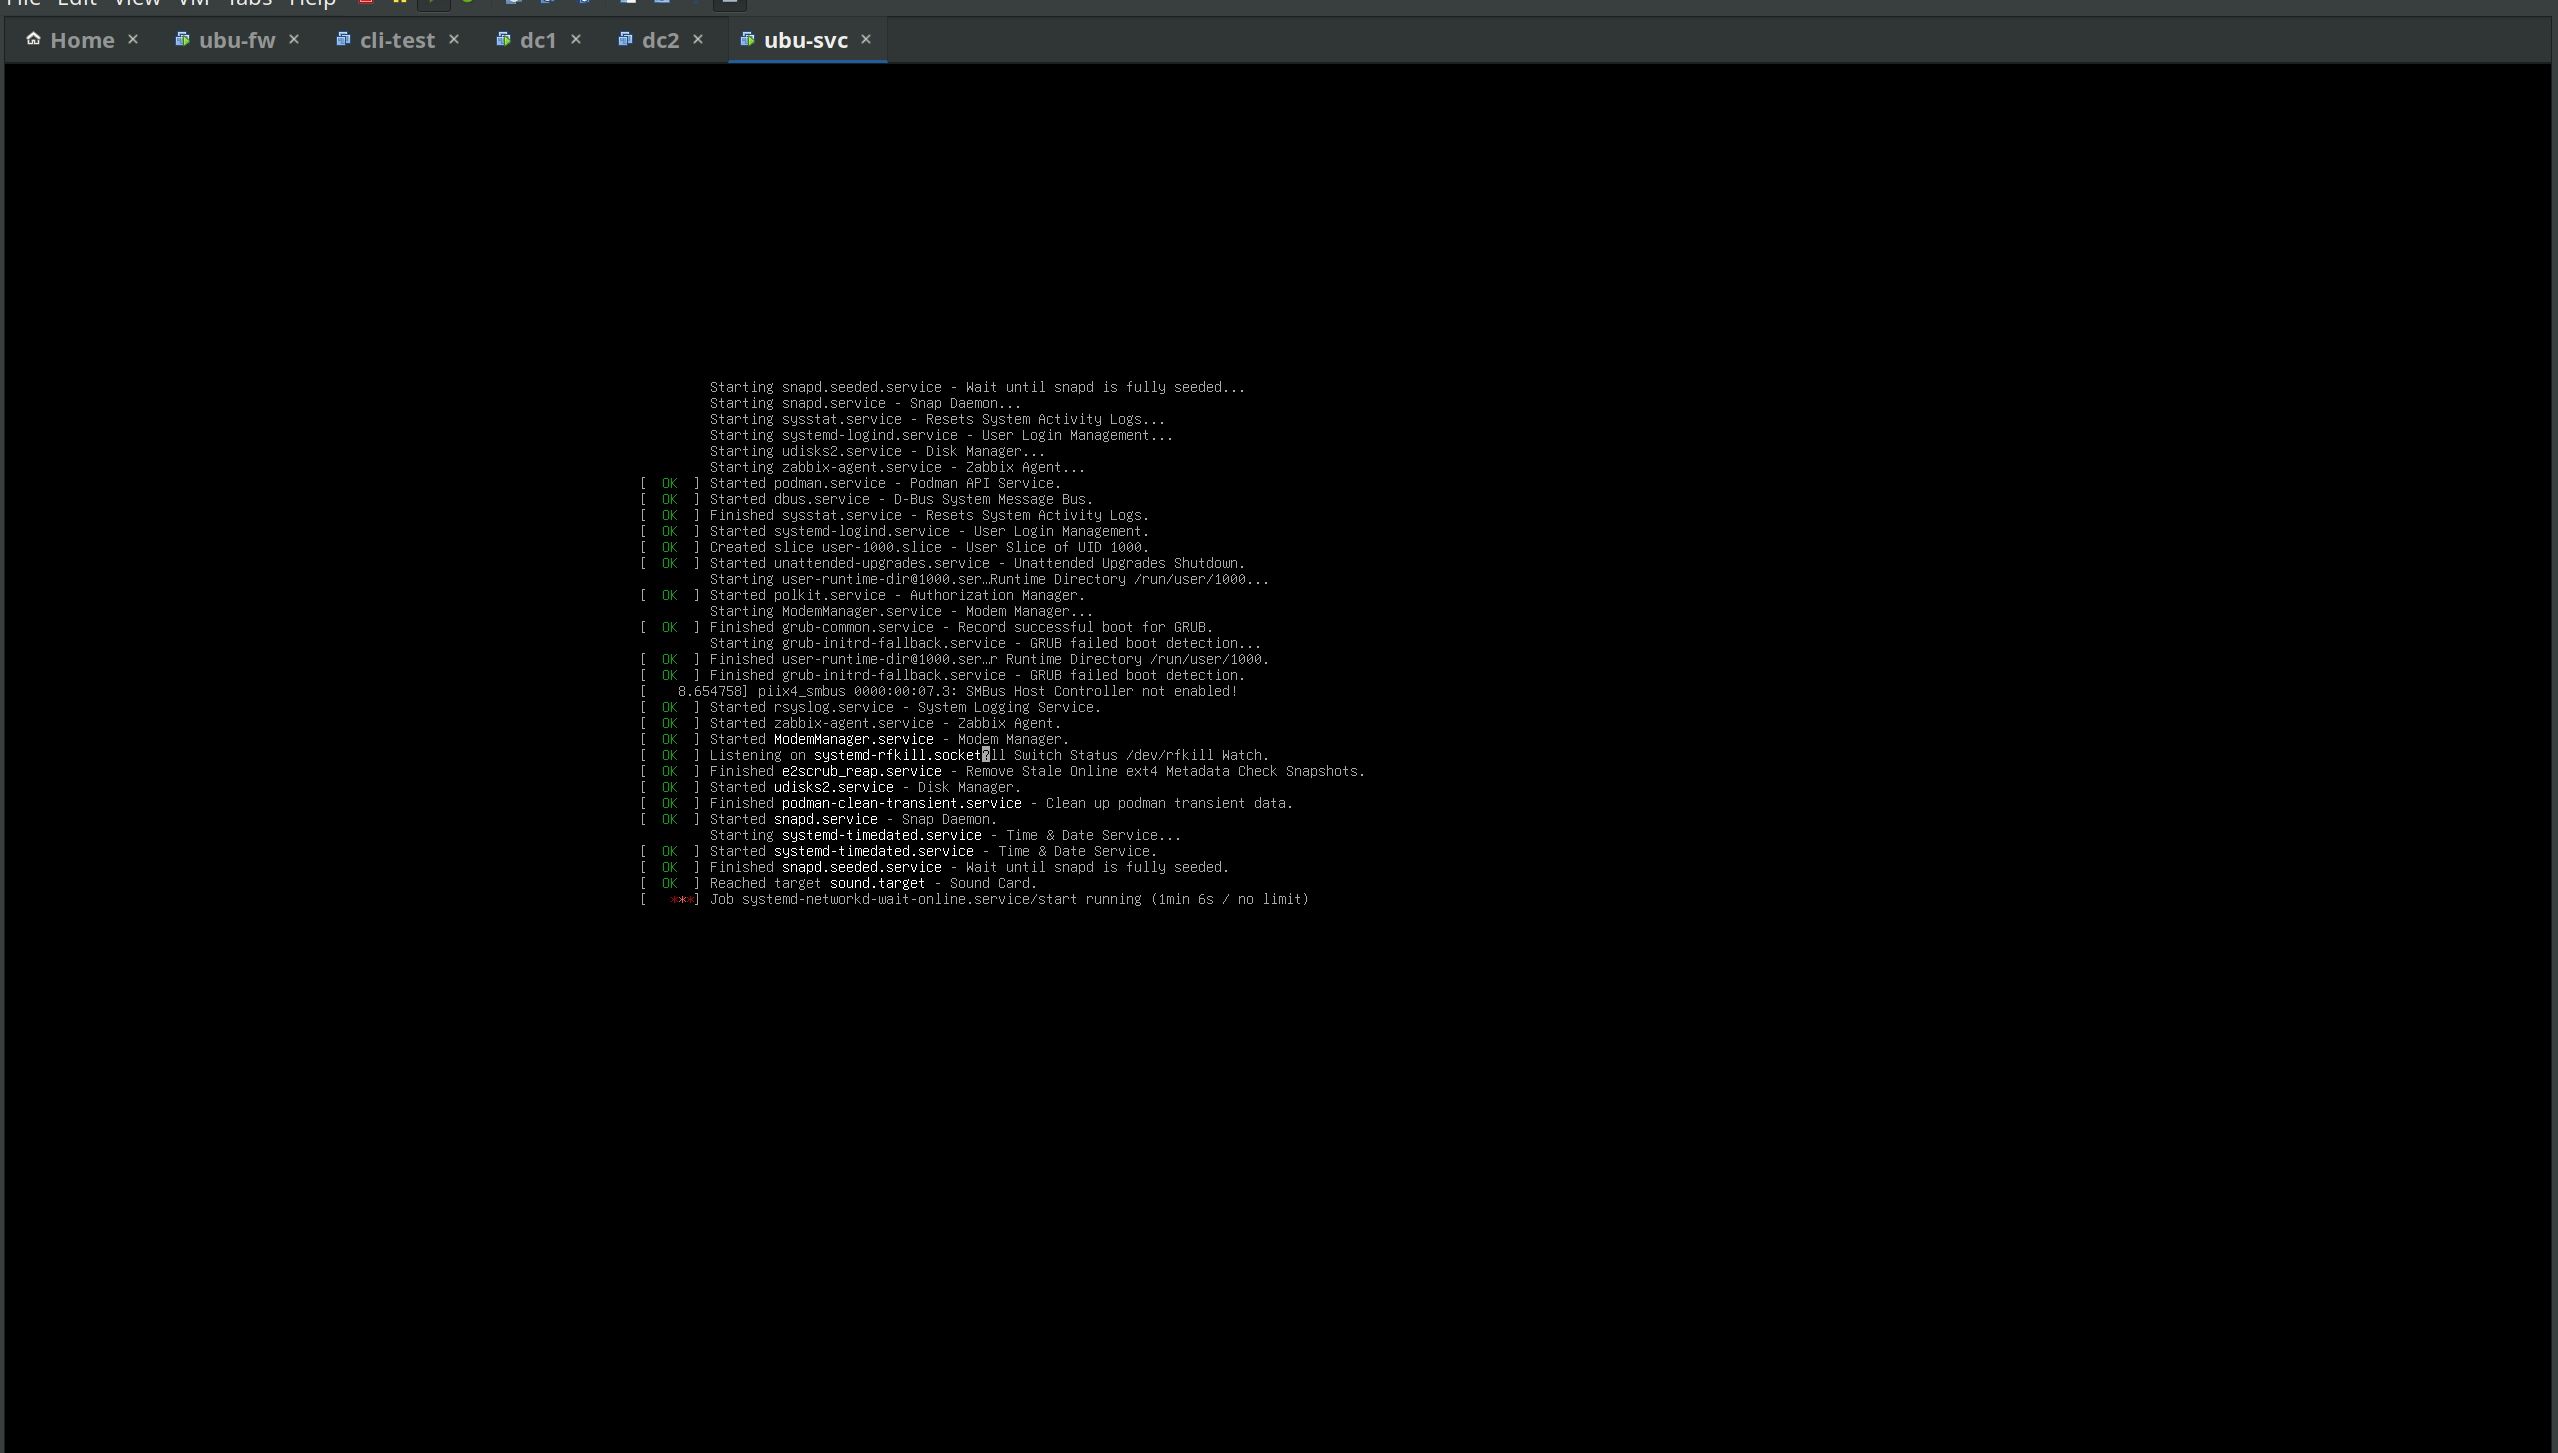 File Edit View VM Tabs Help
Home × ubu-fw × cli-test × dc1 × dc2 × ubu-svc ×
Starting snapd.seeded.service - Wait until snapd is fully seeded...
Starting snapd.service - Snap Daemon...
Starting sysstat.service - Resets System Activity Logs...
Starting systemd-logind.service - User Login Management...
Starting udisks2.service - Disk Manager...
Starting zabbix-agent.service - Zabbix Agent...
[  OK  ] Started podman.service - Podman API Service.
[  OK  ] Started dbus.service - D-Bus System Message Bus.
[  OK  ] Finished sysstat.service - Resets System Activity Logs.
[  OK  ] Started systemd-logind.service - User Login Management.
[  OK  ] Created slice user-1000.slice - User Slice of UID 1000.
[  OK  ] Started unattended-upgrades.service - Unattended Upgrades Shutdown.
Starting user-runtime-dir@1000.ser…Runtime Directory /run/user/1000...
[  OK  ] Started polkit.service - Authorization Manager.
Starting ModemManager.service - Modem Manager...
[  OK  ] Finished grub-common.service - Record successful boot for GRUB.
Starting grub-initrd-fallback.service - GRUB failed boot detection...
[  OK  ] Finished user-runtime-dir@1000.ser…r Runtime Directory /run/user/1000.
[  OK  ] Finished grub-initrd-fallback.service - GRUB failed boot detection.
[    8.654758] piix4_smbus 0000:00:07.3: SMBus Host Controller not enabled!
[  OK  ] Started rsyslog.service - System Logging Service.
[  OK  ] Started zabbix-agent.service - Zabbix Agent.
[  OK  ] Started ModemManager.service - Modem Manager.
[  OK  ] Listening on systemd-rfkill.socket?ll Switch Status /dev/rfkill Watch.
[  OK  ] Finished e2scrub_reap.service - Remove Stale Online ext4 Metadata Check Snapshots.
[  OK  ] Started udisks2.service - Disk Manager.
[  OK  ] Finished podman-clean-transient.service - Clean up podman transient data.
[  OK  ] Started snapd.service - Snap Daemon.
Starting systemd-timedated.service - Time & Date Service...
[  OK  ] Started systemd-timedated.service - Time & Date Service.
[  OK  ] Finished snapd.seeded.service - Wait until snapd is fully seeded.
[  OK  ] Reached target sound.target - Sound Card.
[   ***] Job systemd-networkd-wait-online.service/start running (1min 6s / no limit)